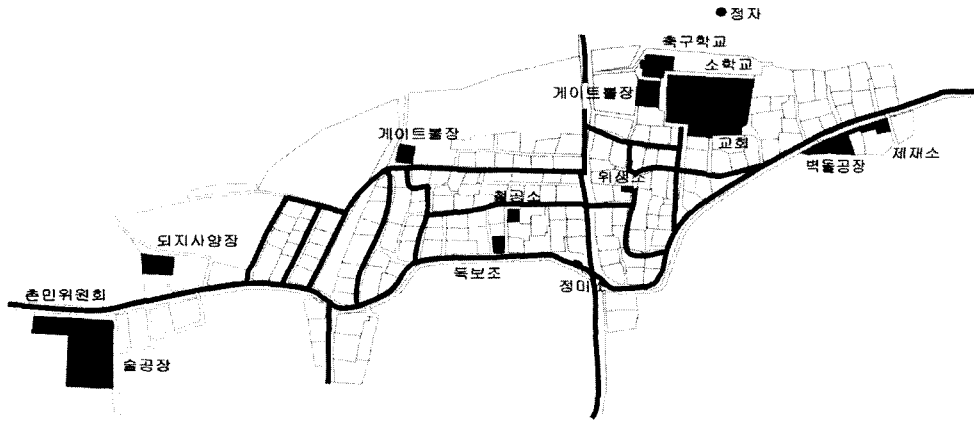 정자
축구학교
소학교
게이트볼장
게이트볼장
교회
제재소
벽돌공장
위생소
철공소
되지사양장
독보조
정미소
촌민위원회
술공장